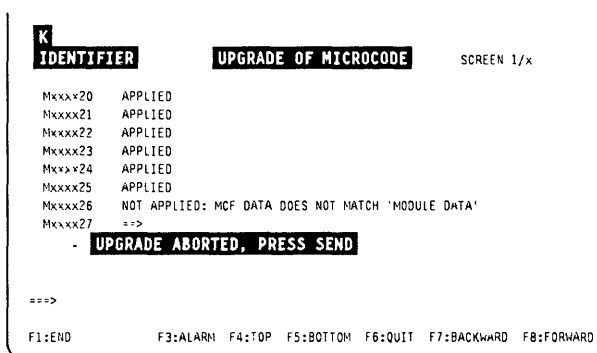 K
IDENTIFIER UPGRADE OF MICROCODE SCREEN 1/x
Mxxxx20 APPLIED
Mxxxx21 APPLIED
Mxxxx22 APPLIED
Mxxxx23 APPLIED
Mxxxx24 APPLIED
Mxxxx25 APPLIED
Mxxxx26 NOT APPLIED: MCF DATA DOES NOT MATCH 'MODULE DATA'
Mxxxx27 ==>
- UPGRADE ABORTED, PRESS SEND
===>
F1:END F3:ALARM F4:TOP F5:BOTTOM F6:QUIT F7:BACKWARD F8:FORWARD